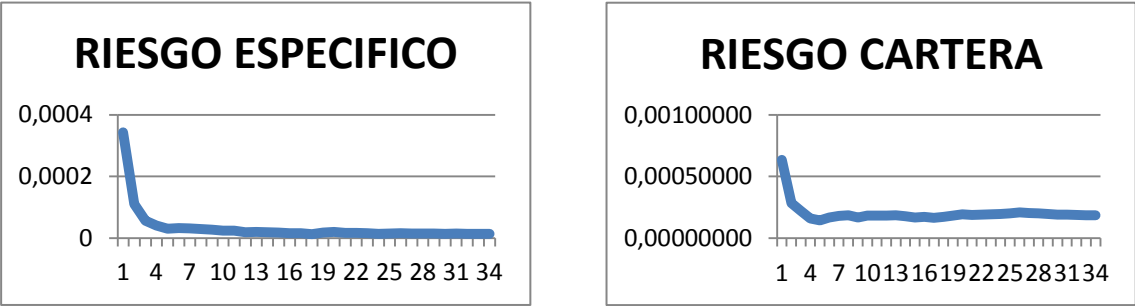 RIESGO ESPECIFICO
0,0004
0,0002
0
1 4 7 10 13 16 19 22 25 28 31 34
RIESGO CARTERA
0,00100000
0,00050000
0,00000000
1 4 7 10 13 16 19 22 25 28 31 34